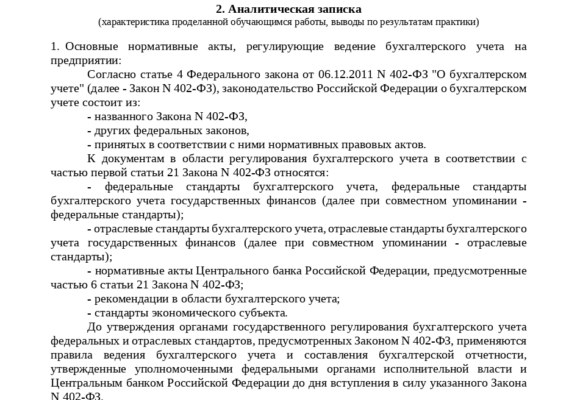 2. Аналитическая записка
(характеристика проделанной обучающимся работы, выводы по результатам практики)
1. Основные нормативные акты, регулирующие ведение бухгалтерского учета на
предприятии:
Согласно статье 4 Федерального закона от 06.12.2011 N 402-ФЗ "О бухгалтерском
учете" (далее - Закон N 402-ФЗ), законодательство Российской Федерации о бухгалтерском
учете состоит из:
- названного Закона N 402-ФЗ,
- других федеральных законов,
- принятых в соответствии с ними нормативных правовых актов.
К документам в области регулирования бухгалтерского учета в соответствии с
частью первой статьи 21 Закона N 402-ФЗ относятся:
- федеральные стандарты бухгалтерского учета, федеральные стандарты
бухгалтерского учета государственных финансов (далее при совместном упоминании -
федеральные стандарты);
- отраслевые стандарты бухгалтерского учета, отраслевые стандарты бухгалтерского
учета государственных финансов (далее при совместном упоминании - отраслевые
стандарты);
- нормативные акты Центрального банка Российской Федерации, предусмотренные
частью 6 статьи 21 Закона N 402-ФЗ;
- рекомендации в области бухгалтерского учета;
- стандарты экономического субъекта.
До утверждения органами государственного регулирования бухгалтерского учета
федеральных и отраслевых стандартов, предусмотренных Законом N 402-ФЗ, применяются
правила ведения бухгалтерского учета и составления бухгалтерской отчетности,
утвержденные уполномоченными федеральными органами исполнительной власти и
Центральным банком Российской Федерации до дня вступления в силу указанного Закона
N 402-ФЗ.